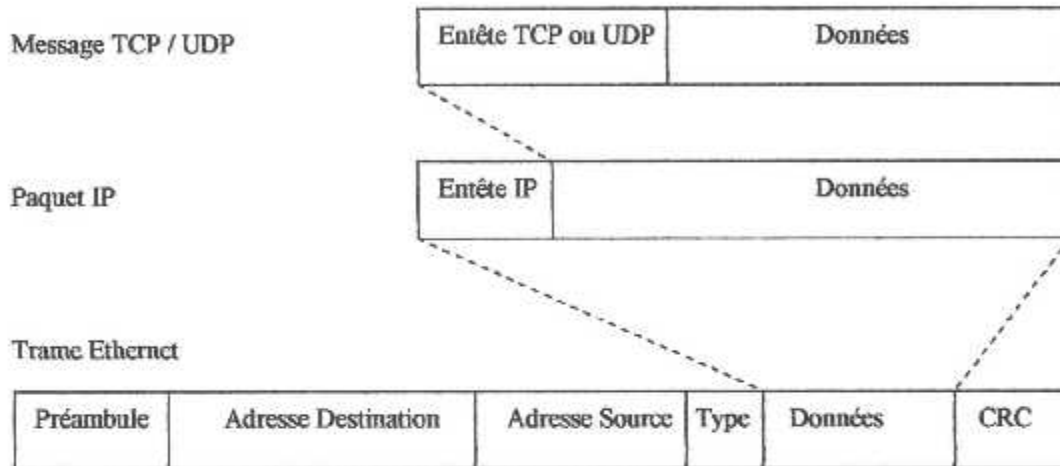 Message TCP / UDP
Entête TCP ou UDP
Données
Paquet IP
Entête IP
Données
Trame Ethernet
Préambule
Adresse Destination
Adresse Source
Type
Données
CRC